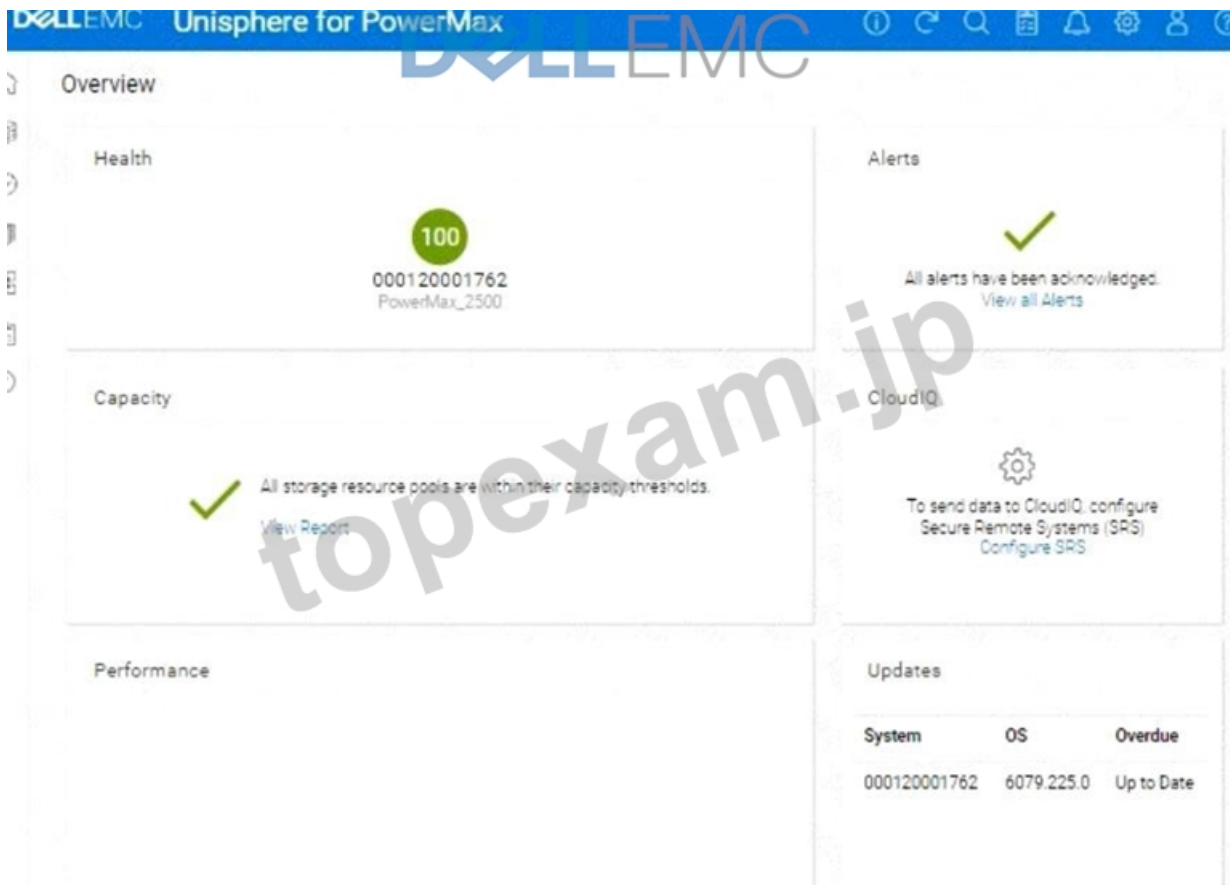 DELLEMC Unisphere for PowerMax
DELLEMC
Overview
Health
100
000120001762
PowerMax_2500
Alerts
All alerts have been acknowledged.
View all Alerts
Capacity
All storage resource pools are within their capacity thresholds.
View Report
CloudIQ
To send data to CloudIQ, configure
Secure Remote Systems (SRS)
Configure SRS
topexam.jp
Performance
Updates
System OS Overdue
000120001762 6079.225.0 Up to Date